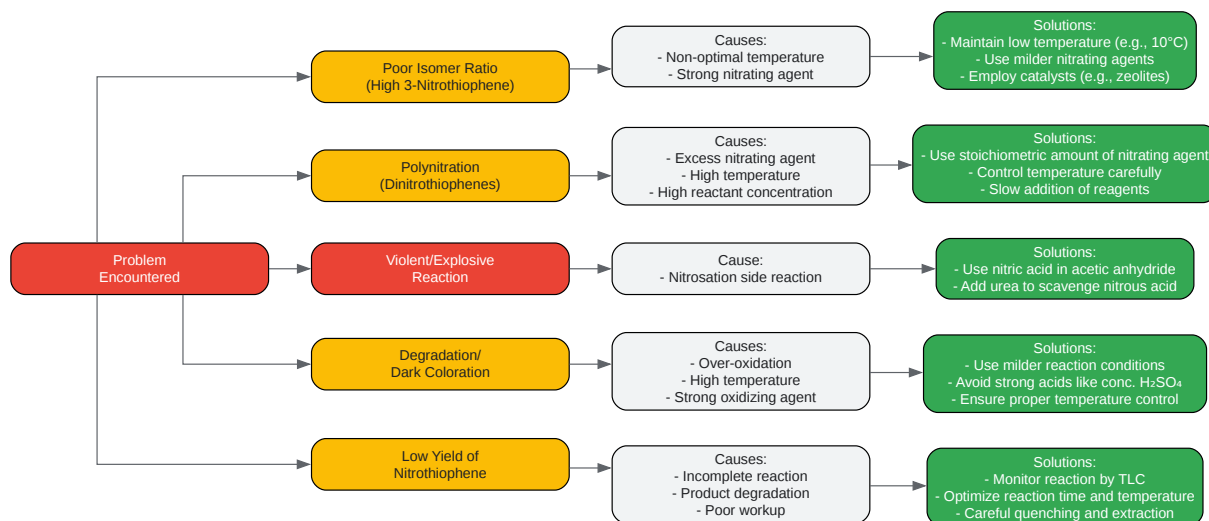 Problem
Encountered
Poor Isomer Ratio
(High 3-Nitrothiophene)
Causes:
- Non-optimal temperature
- Strong nitrating agent
Solutions:
- Maintain low temperature (e.g., 10°C)
- Use milder nitrating agents
- Employ catalysts (e.g., zeolites)
Polynitration
(Dinitrothiophenes)
Causes:
- Excess nitrating agent
- High temperature
- High reactant concentration
Solutions:
- Use stoichiometric amount of nitrating agent
- Control temperature carefully
- Slow addition of reagents
Violent/Explosive
Reaction
Cause:
- Nitrosation side reaction
Solutions:
- Use nitric acid in acetic anhydride
- Add urea to scavenge nitrous acid
Degradation/
Dark Coloration
Causes:
- Over-oxidation
- High temperature
- Strong oxidizing agent
Solutions:
- Use milder reaction conditions
- Avoid strong acids like conc. H₂SO₄
- Ensure proper temperature control
Low Yield of
Nitrothiophene
Causes:
- Incomplete reaction
- Product degradation
- Poor workup
Solutions:
- Monitor reaction by TLC
- Optimize reaction time and temperature
- Careful quenching and extraction